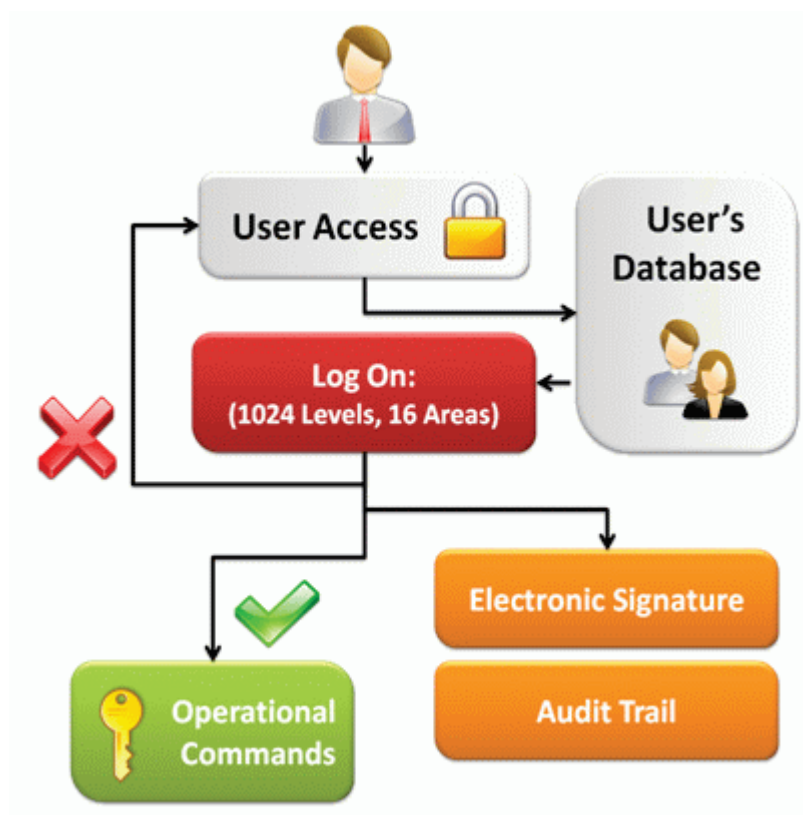 User Access
User's
Database
Log On:
(1024 Levels, 16 Areas)
Electronic Signature
Operational
Commands
Audit Trail